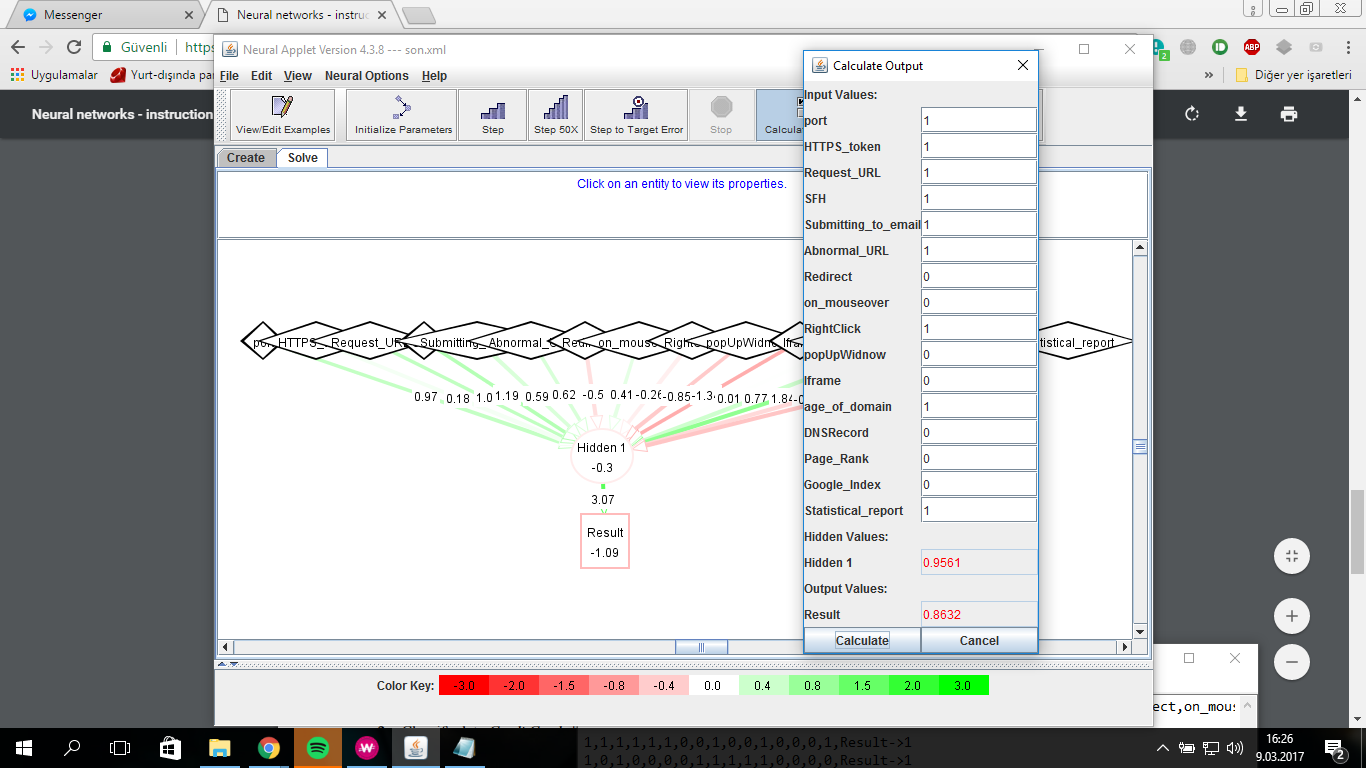 Messenger
Neural networks - instruc
Güvenli
https
Uygulamalar
Yurt-dışında pa
Diğer yer işaretleri
2
ABP
Neural networks - instruction
Neural Applet Version 4.3.8 --- son.xml
File Edit View Neural Options Help
View/Edit Examples
Initialize Parameters
Step
Step 50X
Step to Target Error
Stop
Create
Solve
Click on an entity to view its properties.
HTTPS_
Request_UR
Submitting_
Abnormal_
on_mous
Righ
popUpWidn
tistical_report
0.97 0.18 1.0 1.19 0.59 0.62 -0.5 0.41 -0.26 -0.85 -1.3 0.01 0.77 1.84
Hidden 1
-0.3
3.07
Result
-1.09
Color Key: -3.0 -2.0 -1.5 -0.8 -0.4 0.0 0.4 0.8 1.5 2.0 3.0
Calculate Output
Input Values:
port 1
HTTPS_token 1
Request_URL 1
SFH 1
Submitting_to_email 1
Abnormal_URL 1
Redirect 0
on_mouseover 0
RightClick 1
popUpWidnow 0
Iframe 0
age_of_domain 1
DNSRecord 0
Page_Rank 0
Google_Index 0
Statistical_report 1
Hidden Values:
Hidden 1 0.9561
Output Values:
Result 0.8632
Calculate
Cancel
ect,on_mou
1,1,1,1,1,1,0,0,1,0,0,1,0,0,0,1,Result->1
1,0,1,0,0,0,0,0,1,1,1,1,0,0,0,0,Result->1
16:26
9.03.2017
2